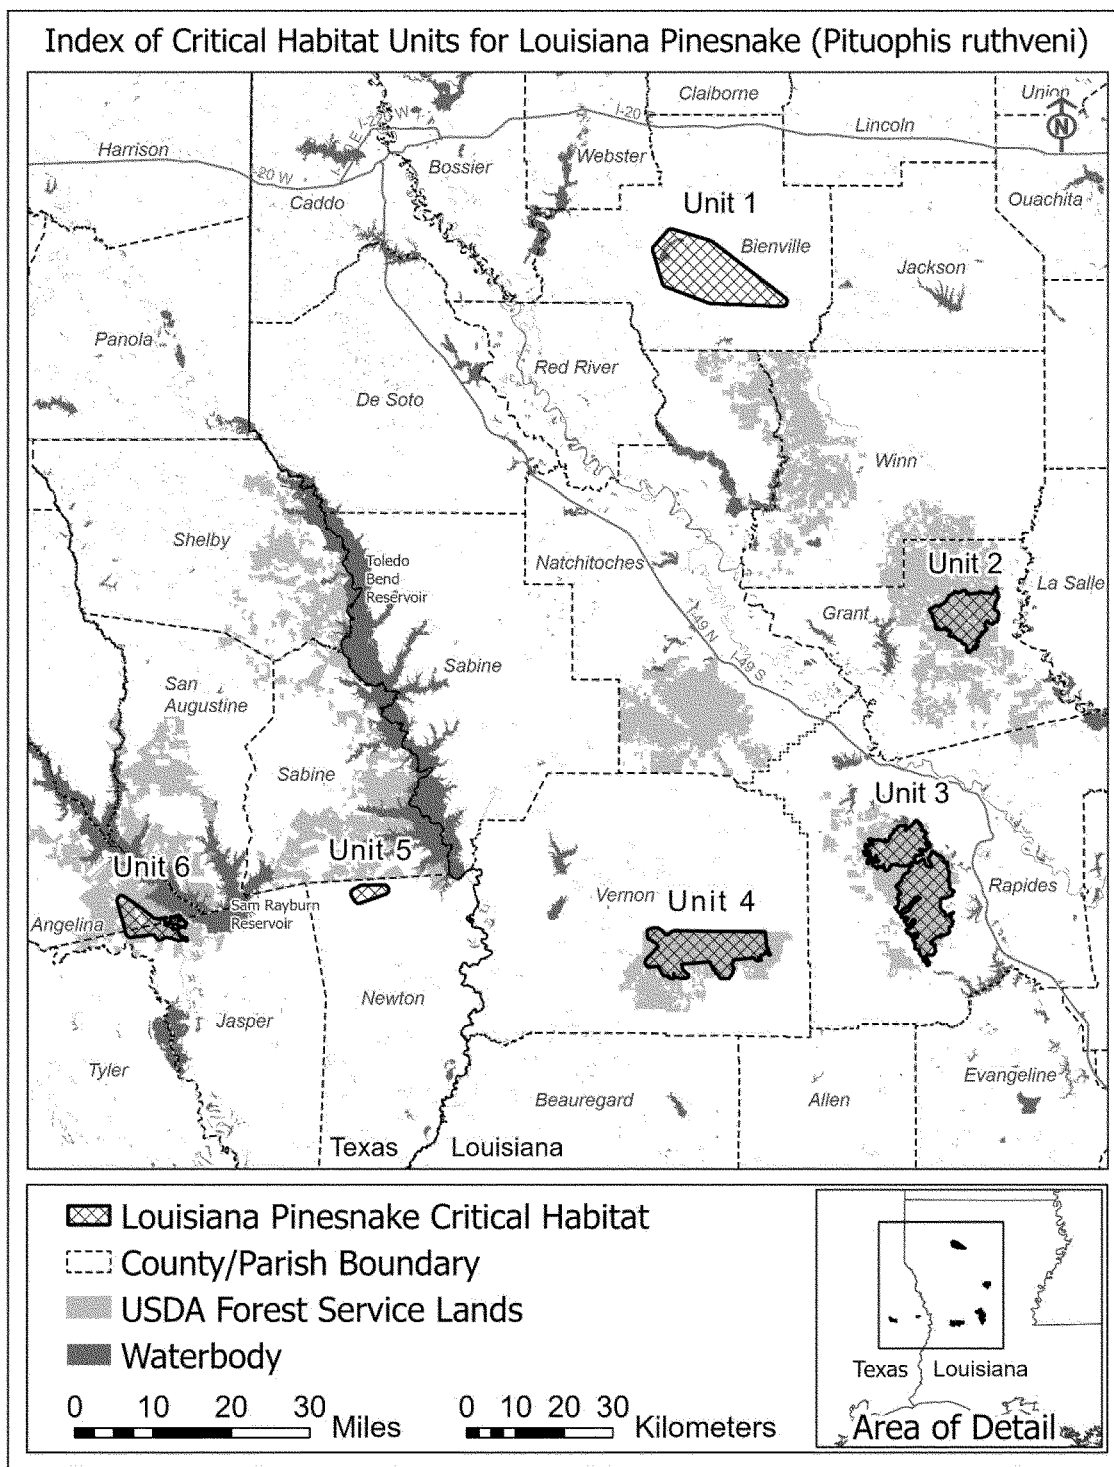 Index of Critical Habitat Units for Louisiana Pinesnake (Pituophis ruthveni)
Claiborne
Union
N
I-220 W
I-20
Lincoln
Harrison
Bossier
Webster
I-20 W
Caddo
Ouachita
Unit 1
Bienville
Jackson
Panola
Red River
De Soto
Winn
Shelby
Toledo
Bend
Reservoir
Natchitoches
Unit 2
La Salle
Grant
I-49 N
I-49 S
Sabine
San
Augustine
Sabine
Unit 3
Unit 5
Unit 6
Rapides
Vernon
Unit 4
Sam Rayburn
Reservoir
Angelina
Newton
Jasper
Tyler
Evangeline
Beauregard
Allen
Texas
Louisiana
Louisiana Pinesnake Critical Habitat
County/Parish Boundary
USDA Forest Service Lands
Waterbody
0 10 20 30 Miles
0 10 20 30 Kilometers
Texas Louisiana
Area of Detail